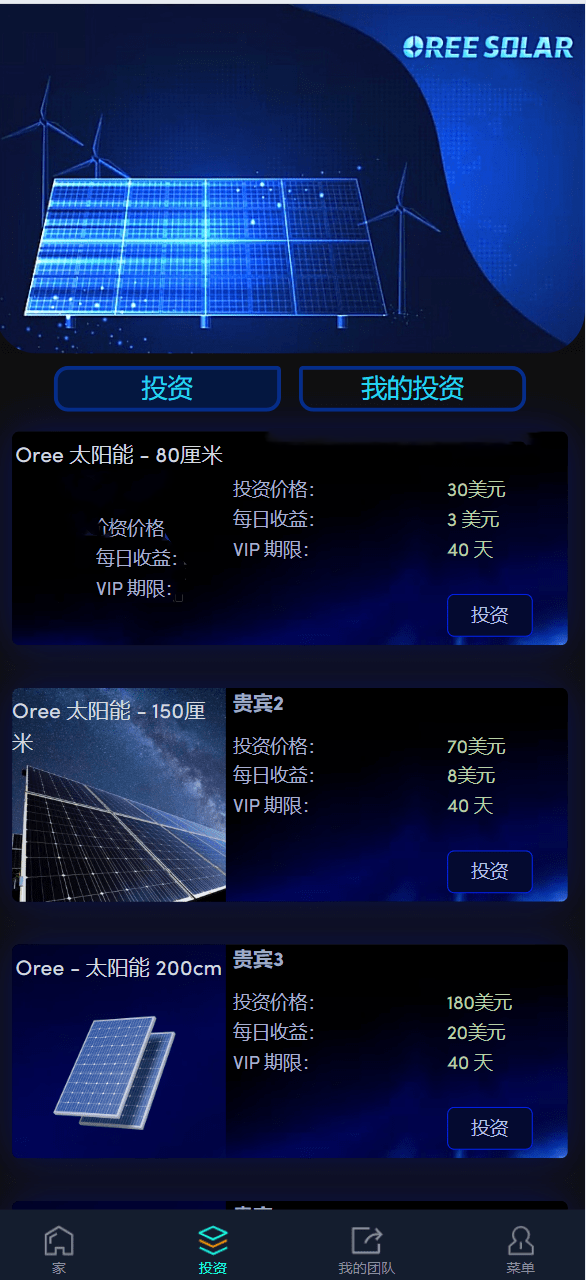 OREE SOLAR
投资
我的投资
Oree 太阳能 - 80厘米
投资价格: 30美元
每日收益: 3 美元
VIP 期限: 40 天
资价格
每日收益:
VIP 期限:
投资
Oree 太阳能 - 150厘
米
贵宾2
投资价格: 70美元
每日收益: 8美元
VIP 期限: 40 天
投资
Oree - 太阳能 200cm
贵宾3
投资价格: 180美元
每日收益: 20美元
VIP 期限: 40 天
投资
家
投资
我的团队
菜单